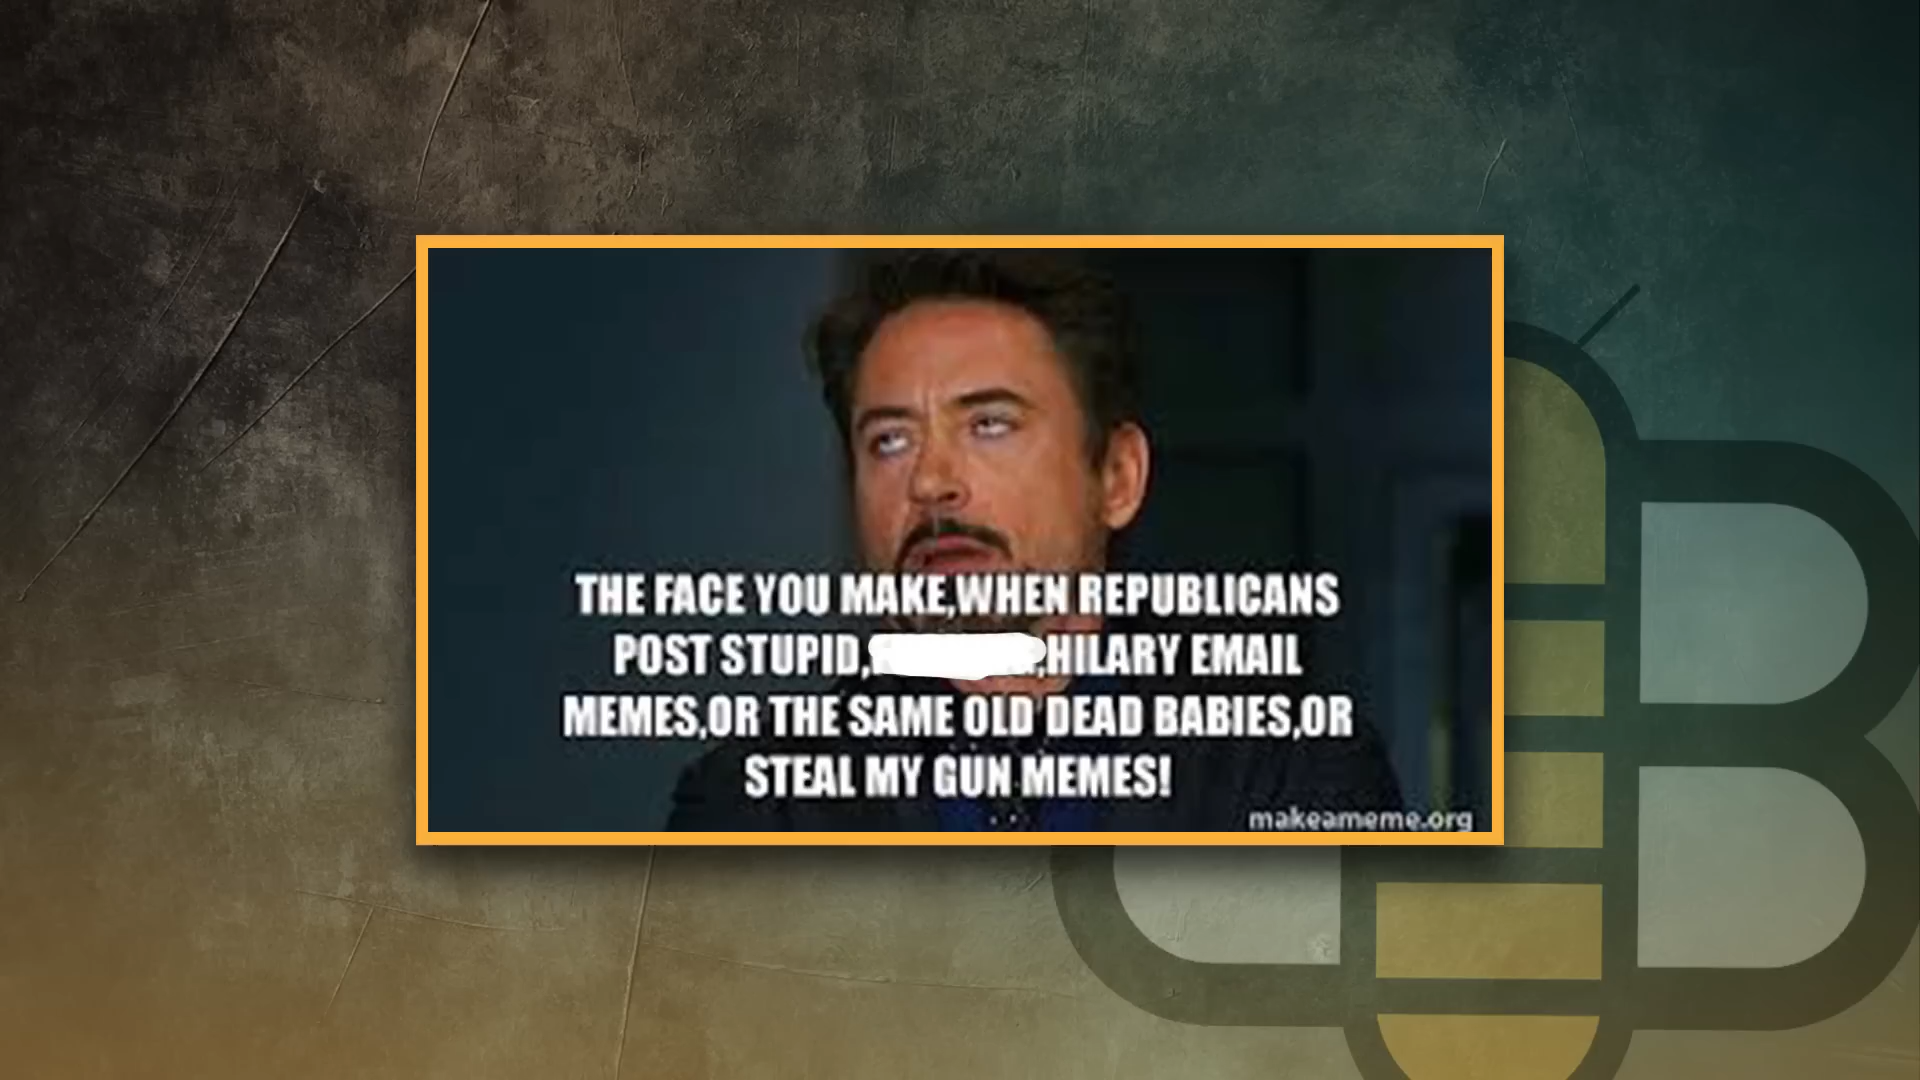 THE FACE YOU MAKE,WHEN REPUBLICANS
POST STUPID, ,HILARY EMAIL
MEMES,OR THE SAME OLD DEAD BABIES,OR
STEAL MY GUN MEMES!
makeameme.org